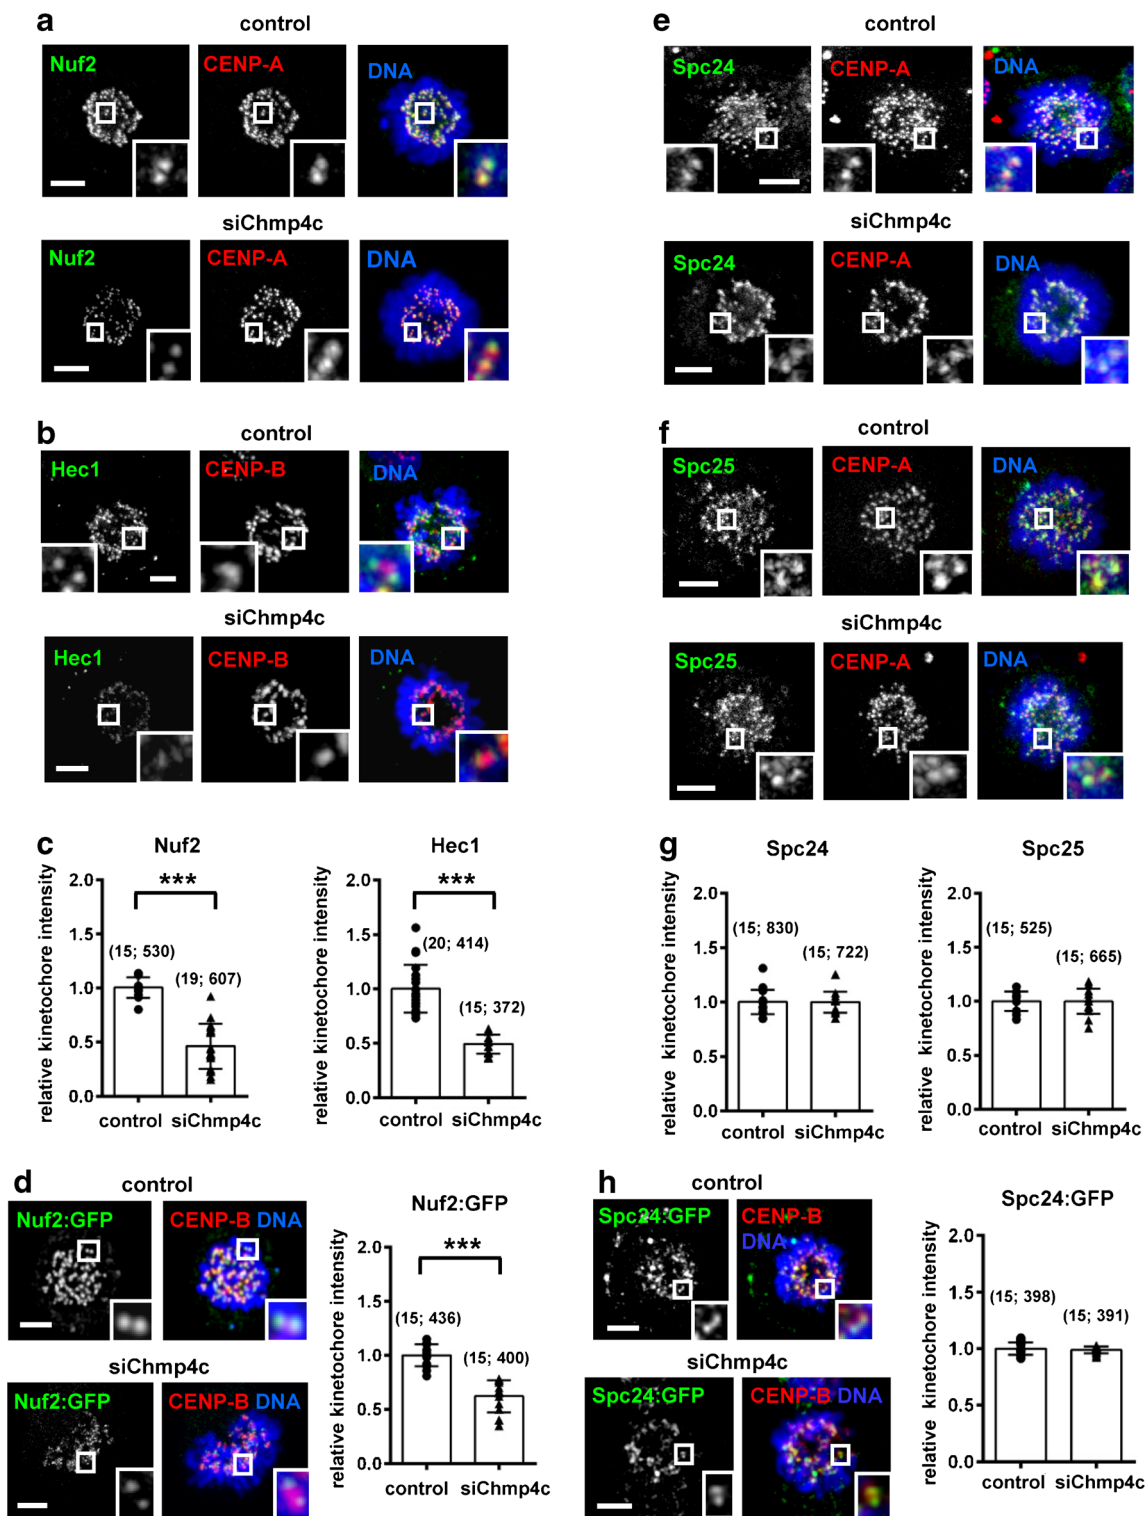 a
control
Nuf2
CENP-A
DNA
siChmp4c
Nuf2
CENP-A
DNA
b
control
Hec1
CENP-B
DNA
siChmp4c
Hec1
CENP-B
DNA
c
Nuf2
relative kinetochore intensity
2.0
1.5
1.0
0.5
0.0
***
(15; 530)
(19; 607)
control siChmp4c
Hec1
relative kinetochore intensity
2.0
1.5
1.0
0.5
0.0
***
(20; 414)
(15; 372)
control siChmp4c
d
control
Nuf2:GFP
CENP-B DNA
siChmp4c
Nuf2:GFP
CENP-B DNA
Nuf2:GFP
relative kinetochore intensity
2.0
1.5
1.0
0.5
0.0
***
(15; 436)
(15; 400)
control siChmp4c
e
control
Spc24
CENP-A
DNA
siChmp4c
Spc24
CENP-A
DNA
f
control
Spc25
CENP-A
DNA
siChmp4c
Spc25
CENP-A
DNA
g
Spc24
relative kinetochore intensity
2.0
1.5
1.0
0.5
0.0
(15; 830)
(15; 722)
control siChmp4c
Spc25
relative kinetochore intensity
2.0
1.5
1.0
0.5
0.0
(15; 525)
(15; 665)
control siChmp4c
h
control
Spc24:GFP
CENP-B
DNA
siChmp4c
Spc24:GFP
CENP-B DNA
Spc24:GFP
relative kinetochore intensity
2.0
1.5
1.0
0.5
0.0
(15; 398)
(15; 391)
control siChmp4c